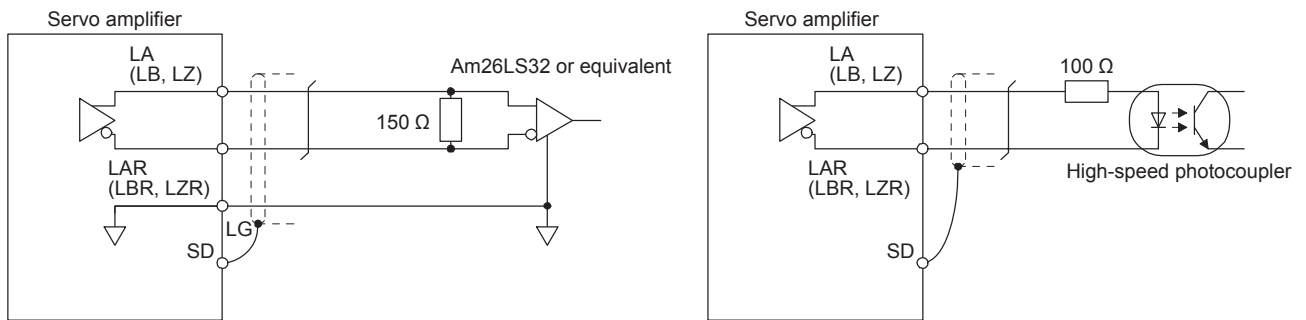 Servo amplifier
LA
(LB, LZ)
Am26LS32 or equivalent
150 Ω
LAR
(LBR, LZR)
LG
SD
Servo amplifier
LA
(LB, LZ)
100 Ω
High-speed photocoupler
LAR
(LBR, LZR)
SD